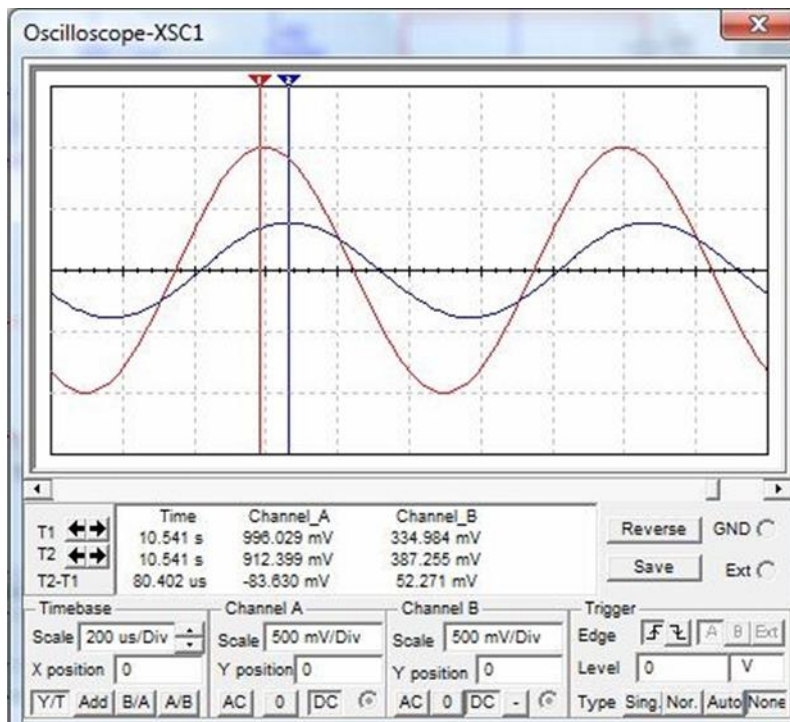 Oscilloscope-XSC1
1 2
Time Channel_A Channel_B
T1 10.541 s 996.029 mV 334.984 mV
T2 10.541 s 912.399 mV 387.255 mV
T2-T1 80.402 us -83.630 mV 52.271 mV
Reverse GND
Save Ext
Timebase Channel A Channel B Trigger
Scale 200 us/Div Scale 500 mV/Div Scale 500 mV/Div Edge A B Ext
X position 0 Y position 0 Y position 0 Level 0 V
Y/T Add B/A A/B AC 0 DC AC 0 DC - Type Sing. Nor. Auto None